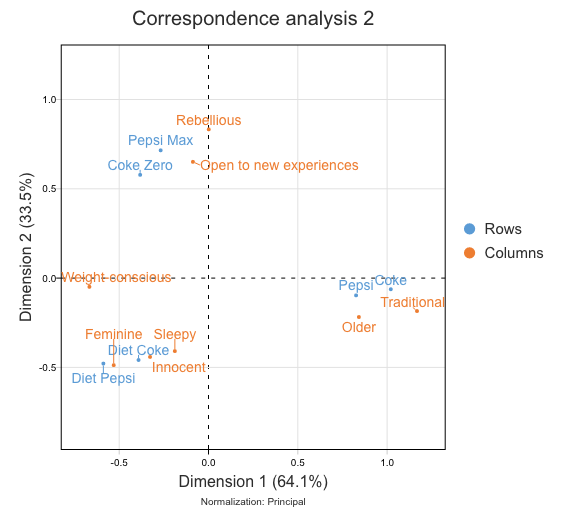 Correspondence analysis 2
1.0
0.5
0.0
-0.5
Dimension 2 (33.5%)
Rebellious
Pepsi Max
Coke Zero
Open to new experiences
Weight-conscious
Pepsi
Coke
Traditional
Older
Feminine
Sleepy
Diet Coke
Innocent
Diet Pepsi
Rows
Columns
-0.5
0.0
0.5
1.0
Dimension 1 (64.1%)
Normalization: Principal